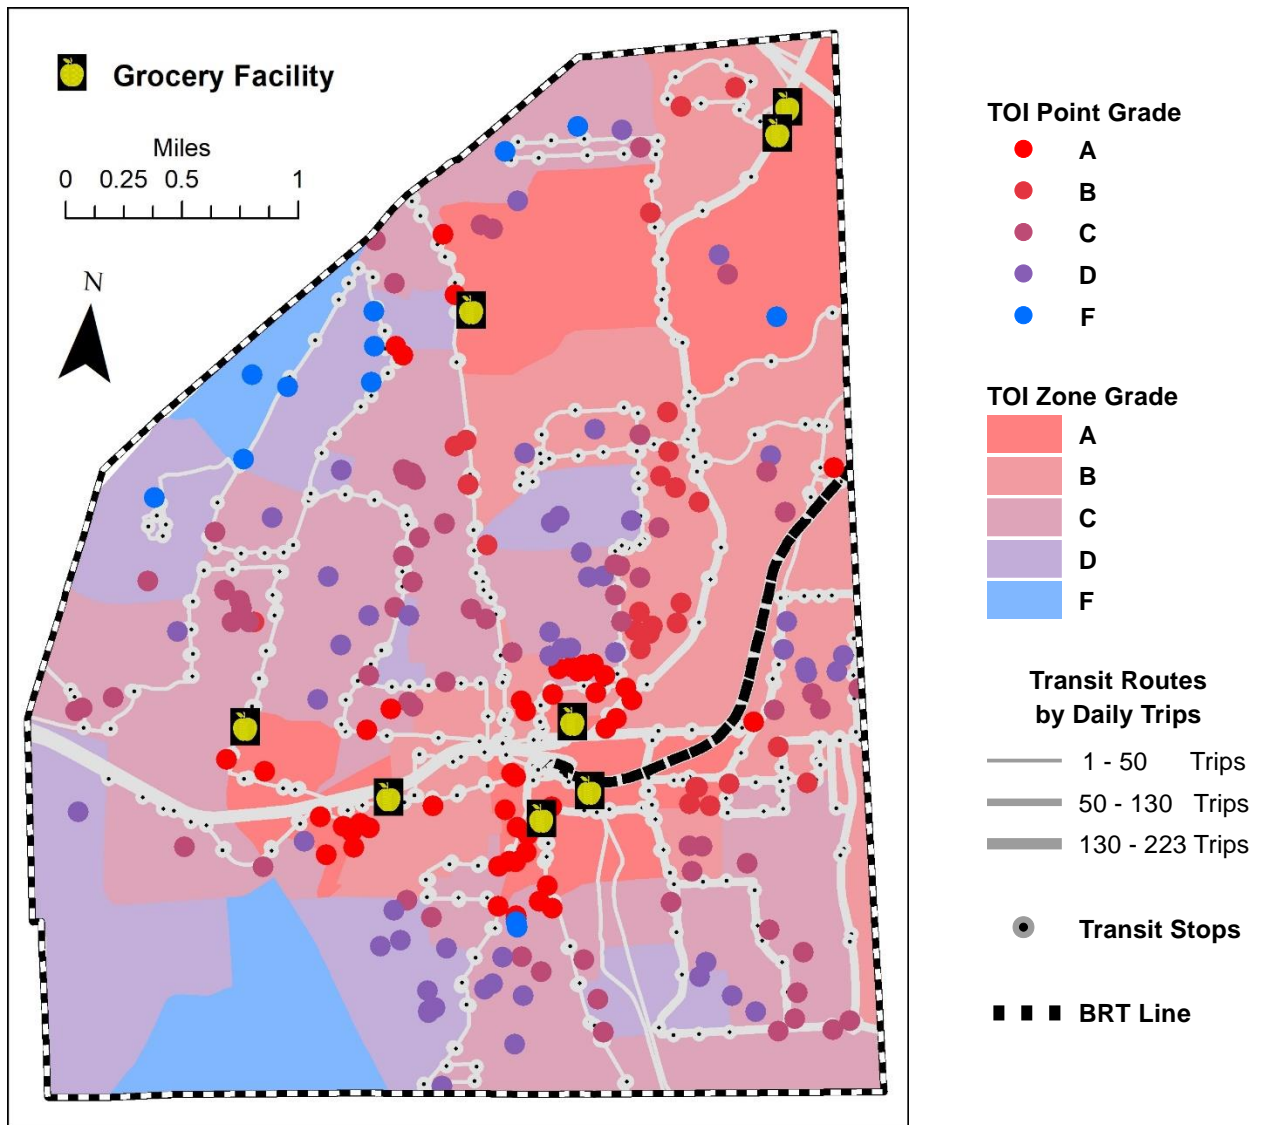 Grocery Facility
Miles
0 0.25 0.5 1
N
TOI Point Grade
A
B
C
D
F
TOI Zone Grade
A
B
C
D
F
Transit Routes
by Daily Trips
1 - 50 Trips
50 - 130 Trips
130 - 223 Trips
Transit Stops
BRT Line